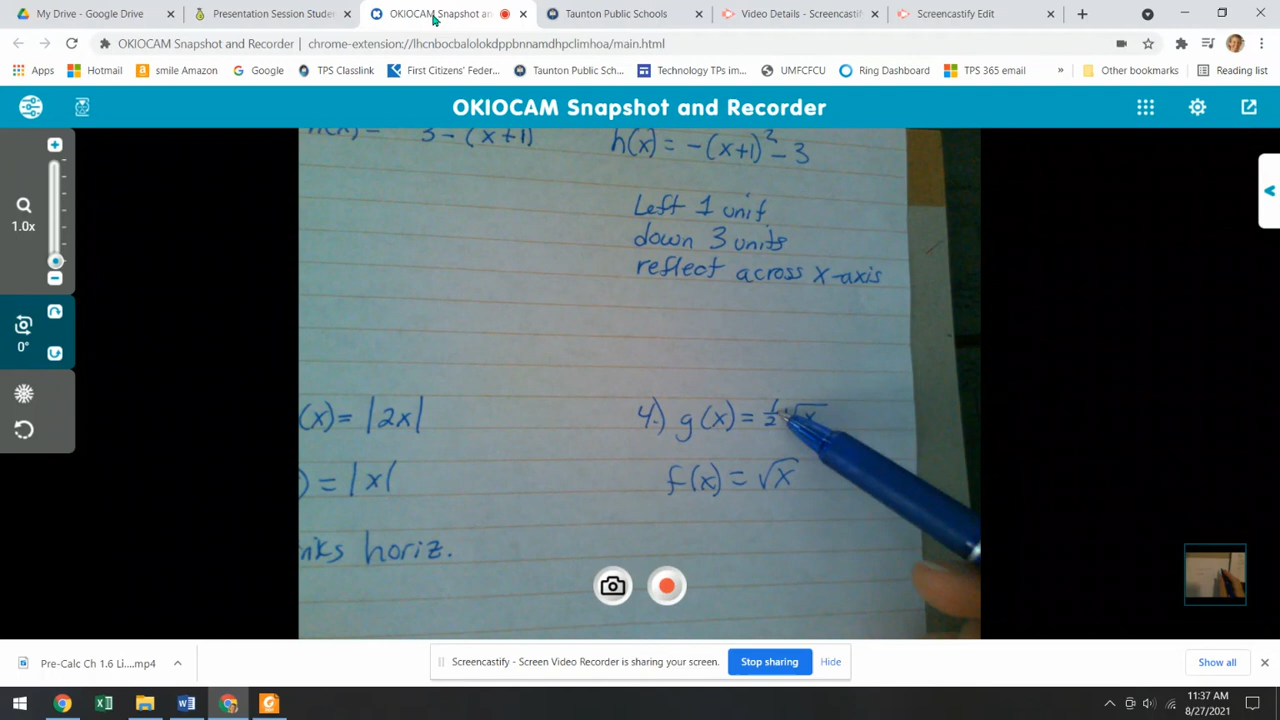 My Drive - Google Drive
Presentation Session Stude
OKIOCAM Snapshot an
Taunton Public Schools
Video Details - Screencastif
Screencastify Edit
OKIOCAM Snapshot and Recorder
chrome-extension://lhcnbocbalolokdppbnnamdhpclimhoa/main.html
Apps
Hotmail
smile Amazon
Google
TPS Classlink
First Citizens' Feder...
Taunton Public Sch...
Technology TPs im...
UMFCFCU
Ring Dashboard
TPS 365 email
»
Other bookmarks
Reading list
OKIOCAM Snapshot and Recorder
1.0x
0°
h(x) = 3 - (x+1)
h(x) = -(x+1)² - 3
Left 1 unit
down 3 units
reflect across x-axis
(x) = |2x|
4.) g(x) = 1/2 √x
) = |x|
f(x) = √x
nks horiz.
Pre-Calc Ch 1.6 Li....mp4
Screencastify - Screen Video Recorder is sharing your screen.
Stop sharing
Hide
Show all
11:37 AM
8/27/2021